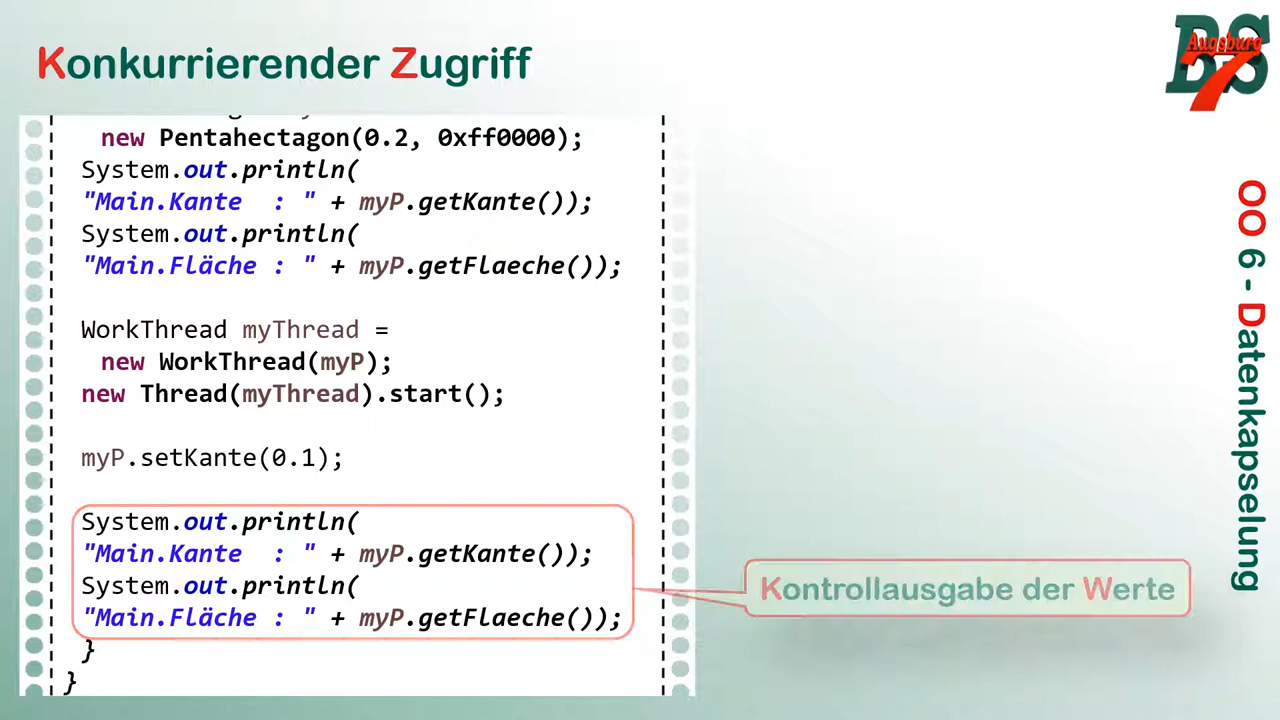 Konkurrierender Zugriff
BS
Augsburg
7
new Pentahectagon(0.2, 0xff0000);
System.out.println(
"Main.Kante  : " + myP.getKante());
System.out.println(
"Main.Fläche : " + myP.getFlaeche());
WorkThread myThread =
new WorkThread(myP);
new Thread(myThread).start();
myP.setKante(0.1);
System.out.println(
"Main.Kante  : " + myP.getKante());
System.out.println(
"Main.Fläche : " + myP.getFlaeche());
}
}
Kontrollausgabe der Werte
OO 6 - Datenkapselung